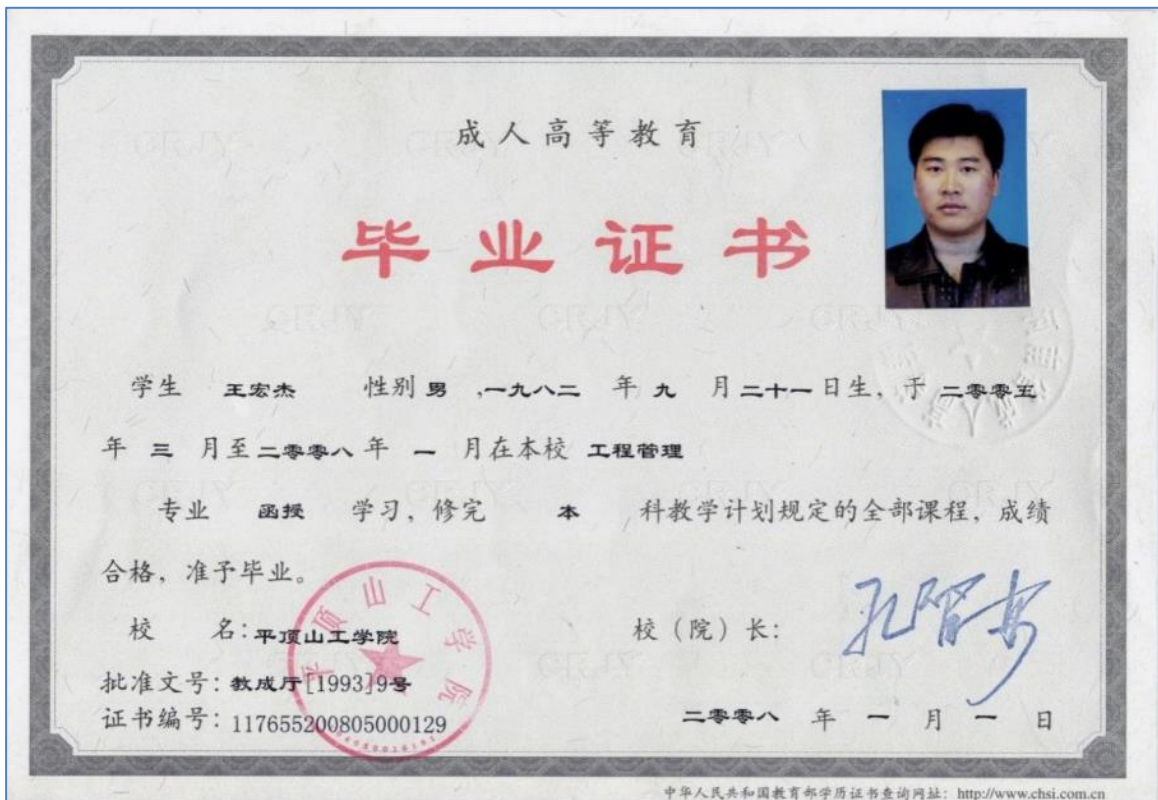 成人高等教育
毕业证书
学生 王宏杰 性别 男 ,一九八二 年 九 月 二十一 日生, 于 二零零五
年 三 月至 二零零八 年 一 月在本校 工程管理
专业 函授 学习, 修完 本 科教学计划规定的全部课程, 成绩
合格, 准予毕业。
校 名: 平顶山工学院
校（院）长:
批准文号: 教成厅[1993]9号
证书编号: 117655200805000129
二零零八 年 一 月 一 日
平顶山工学院
中华人民共和国教育部学历证书查询网址: http://www.chsi.com.cn